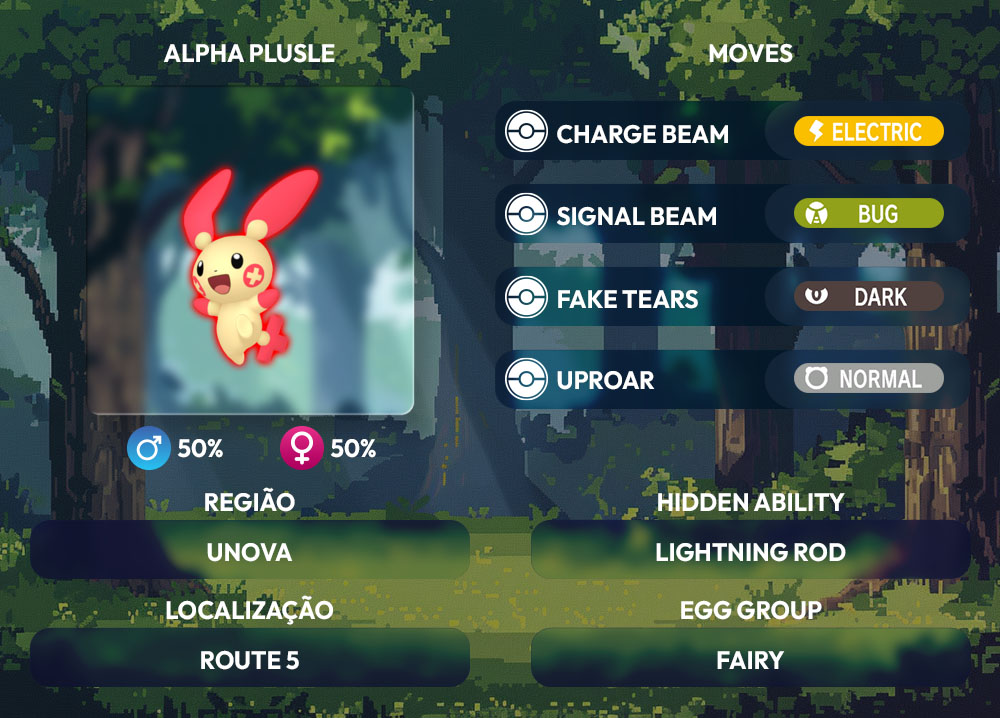 ALPHA PLUSLE
50%
50%
REGIÃO
UNOVA
LOCALIZAÇÃO
ROUTE 5
MOVES
CHARGE BEAM ELECTRIC
SIGNAL BEAM BUG
FAKE TEARS DARK
UPROAR NORMAL
HIDDEN ABILITY
LIGHTNING ROD
EGG GROUP
FAIRY